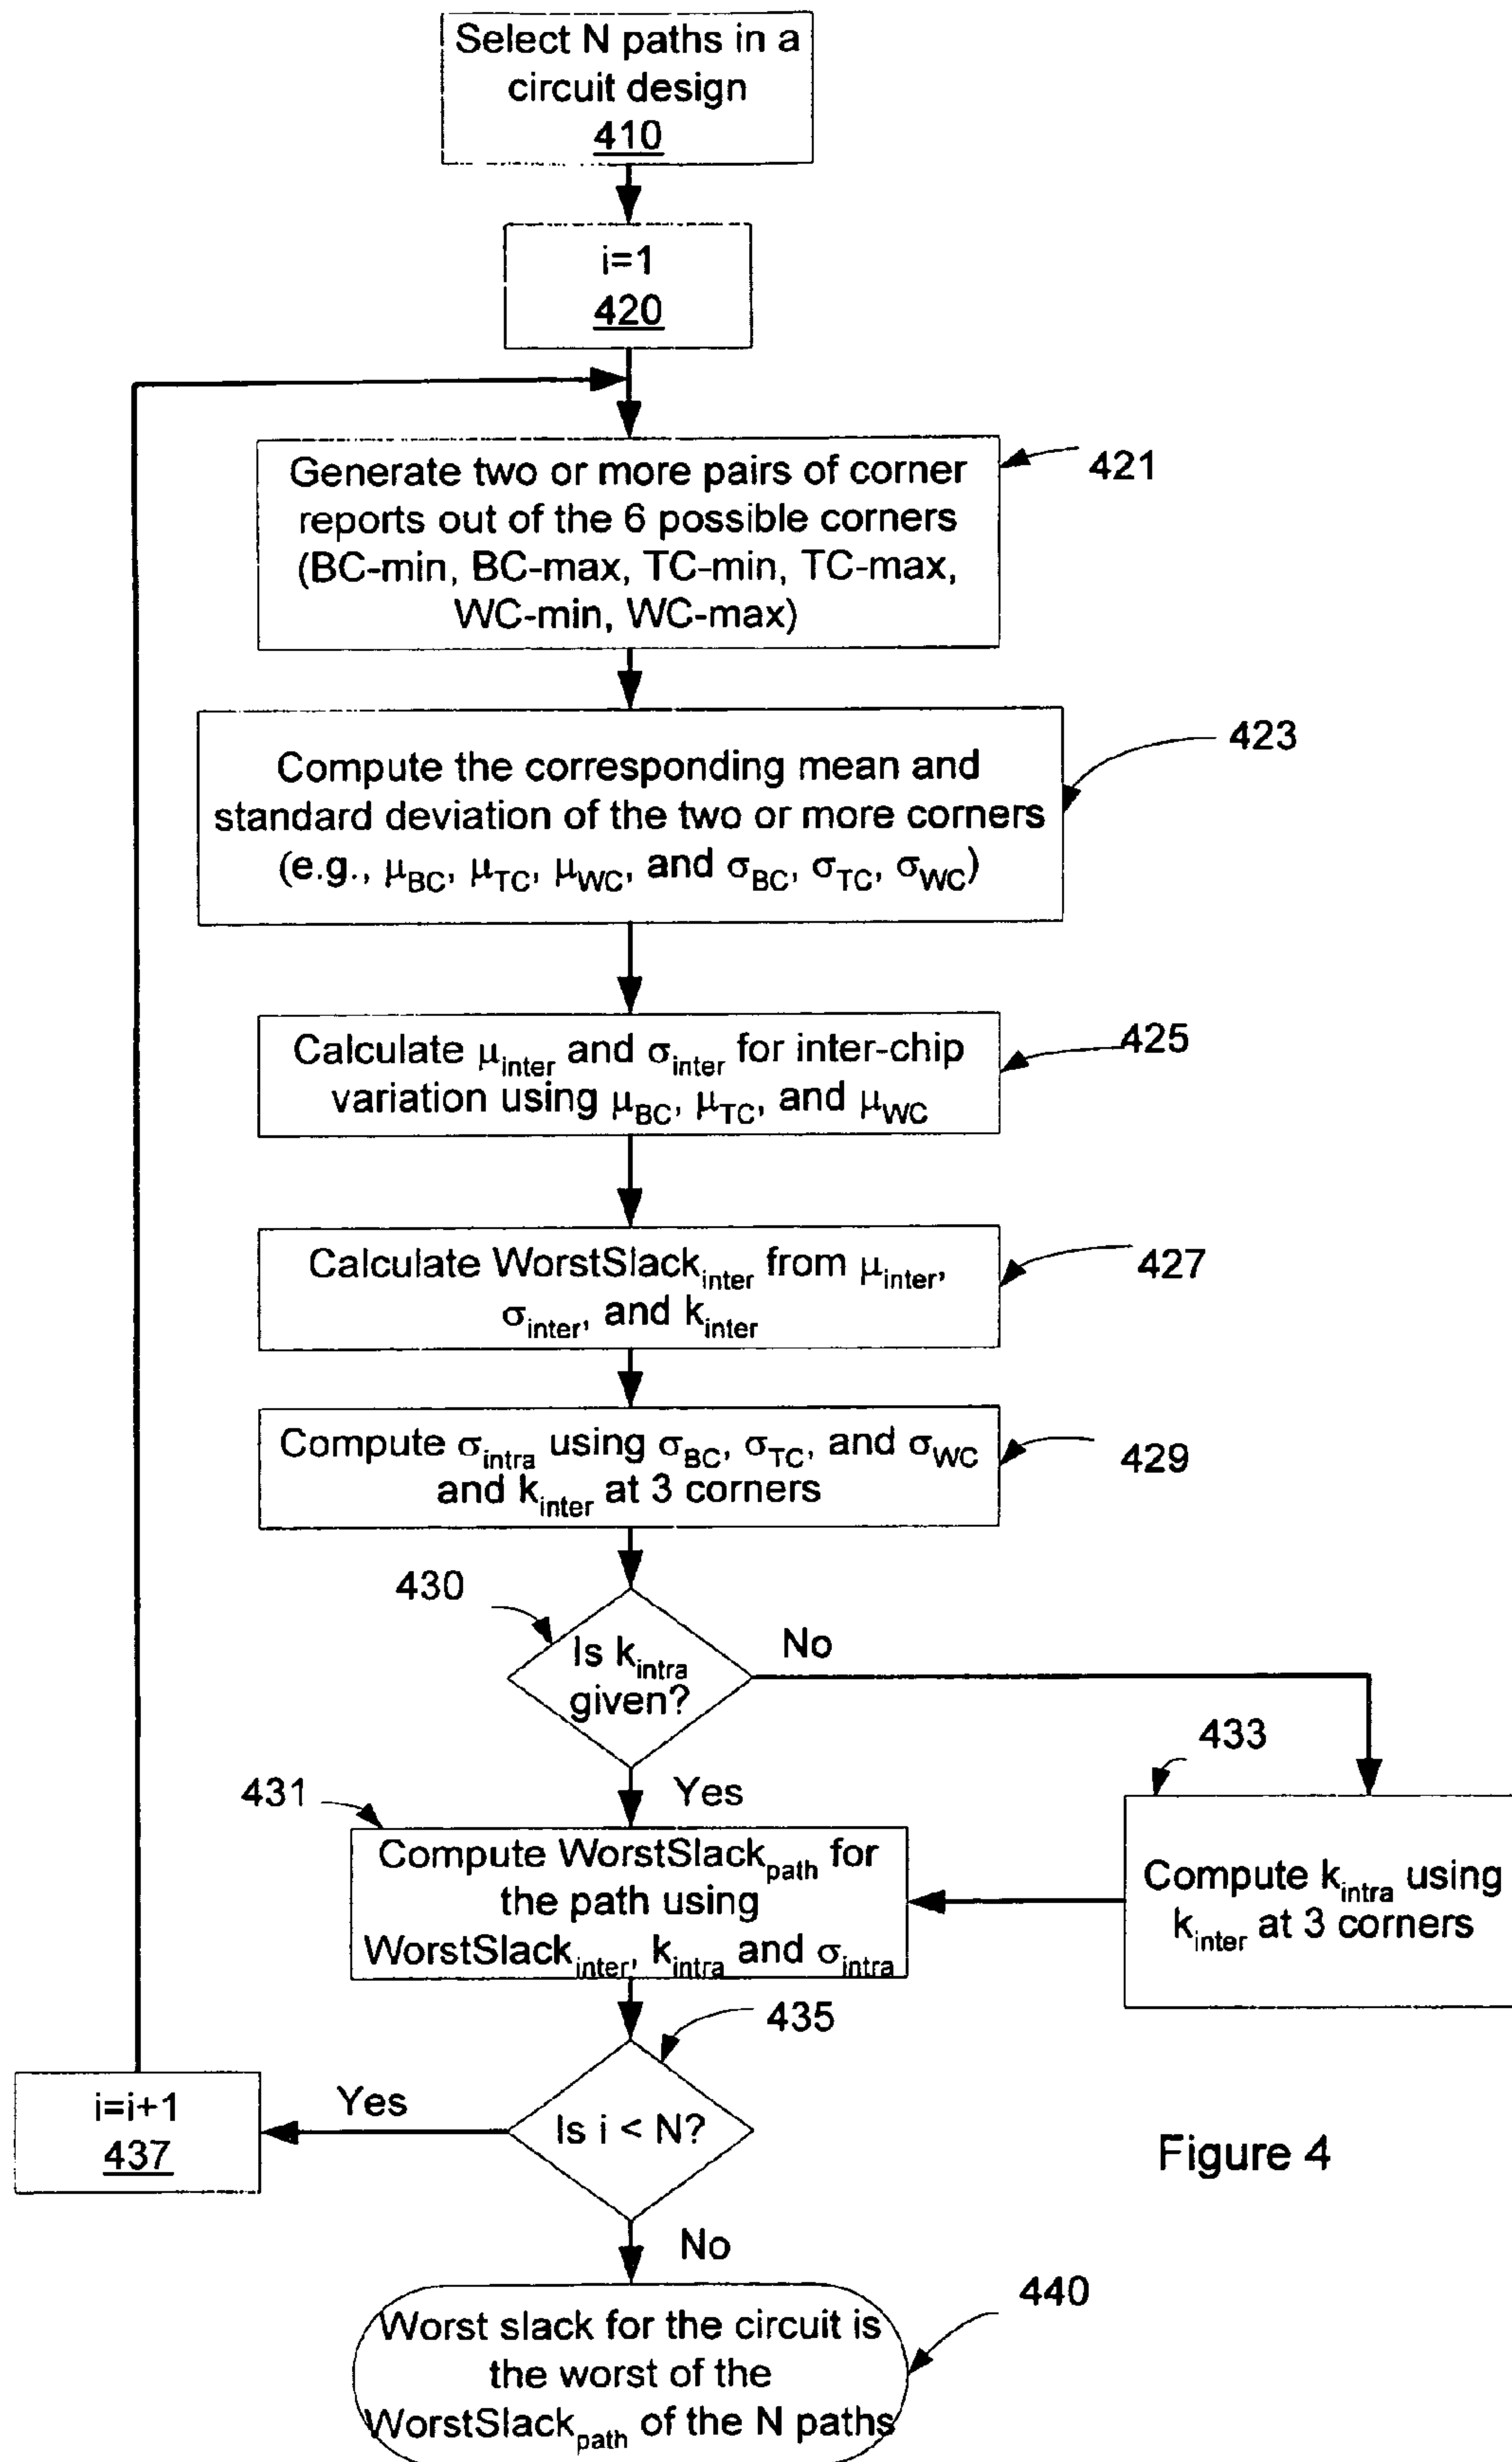 Select N paths in a
circuit design
410
i=1
420
Generate two or more pairs of corner
reports out of the 6 possible corners
(BC-min, BC-max, TC-min, TC-max,
WC-min, WC-max)
421
Compute the corresponding mean and
standard deviation of the two or more corners
(e.g., μBC, μTC, μWC, and σBC, σTC, σWC)
423
Calculate μinter and σinter for inter-chip
variation using μBC, μTC, and μWC
425
Calculate WorstSlackinter from μinter,
σinter, and kinter
427
Compute σintra using σBC, σTC, and σWC
and kinter at 3 corners
429
430
Is kintra
given?
No
Yes
433
Compute kintra using
kinter at 3 corners
431
Compute WorstSlackpath for
the path using
WorstSlackinter, kintra and σintra
435
Is i < N?
Yes
i=i+1
437
No
Figure 4
440
Worst slack for the circuit is
the worst of the
WorstSlackpath of the N paths